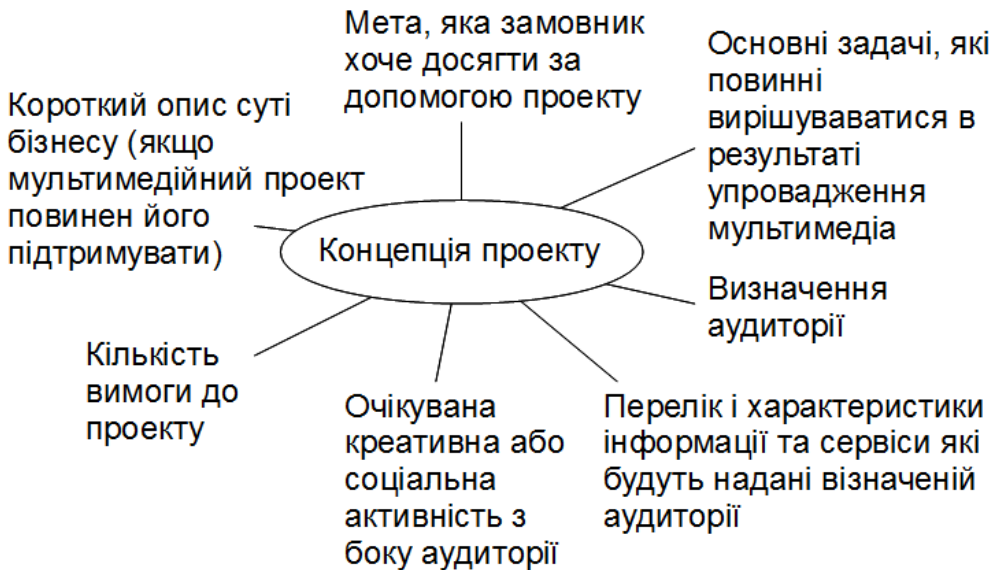 Мета, яка замовник
хоче досягти за
допомогою проекту
Основні задачі, які
повинні
вирішуваватися в
результаті
упровадження
мультимедіа
Короткий опис суті
бізнесу (якщо
мультимедійний проект
повинен його
підтримувати)
Концепція проекту
Визначення
аудиторії
Кількість
вимоги до
проекту
Очікувана
креативна або
соціальна
активність з
боку аудиторії
Перелік і характеристики
інформації та сервіси які
будуть надані візначеній
аудиторії